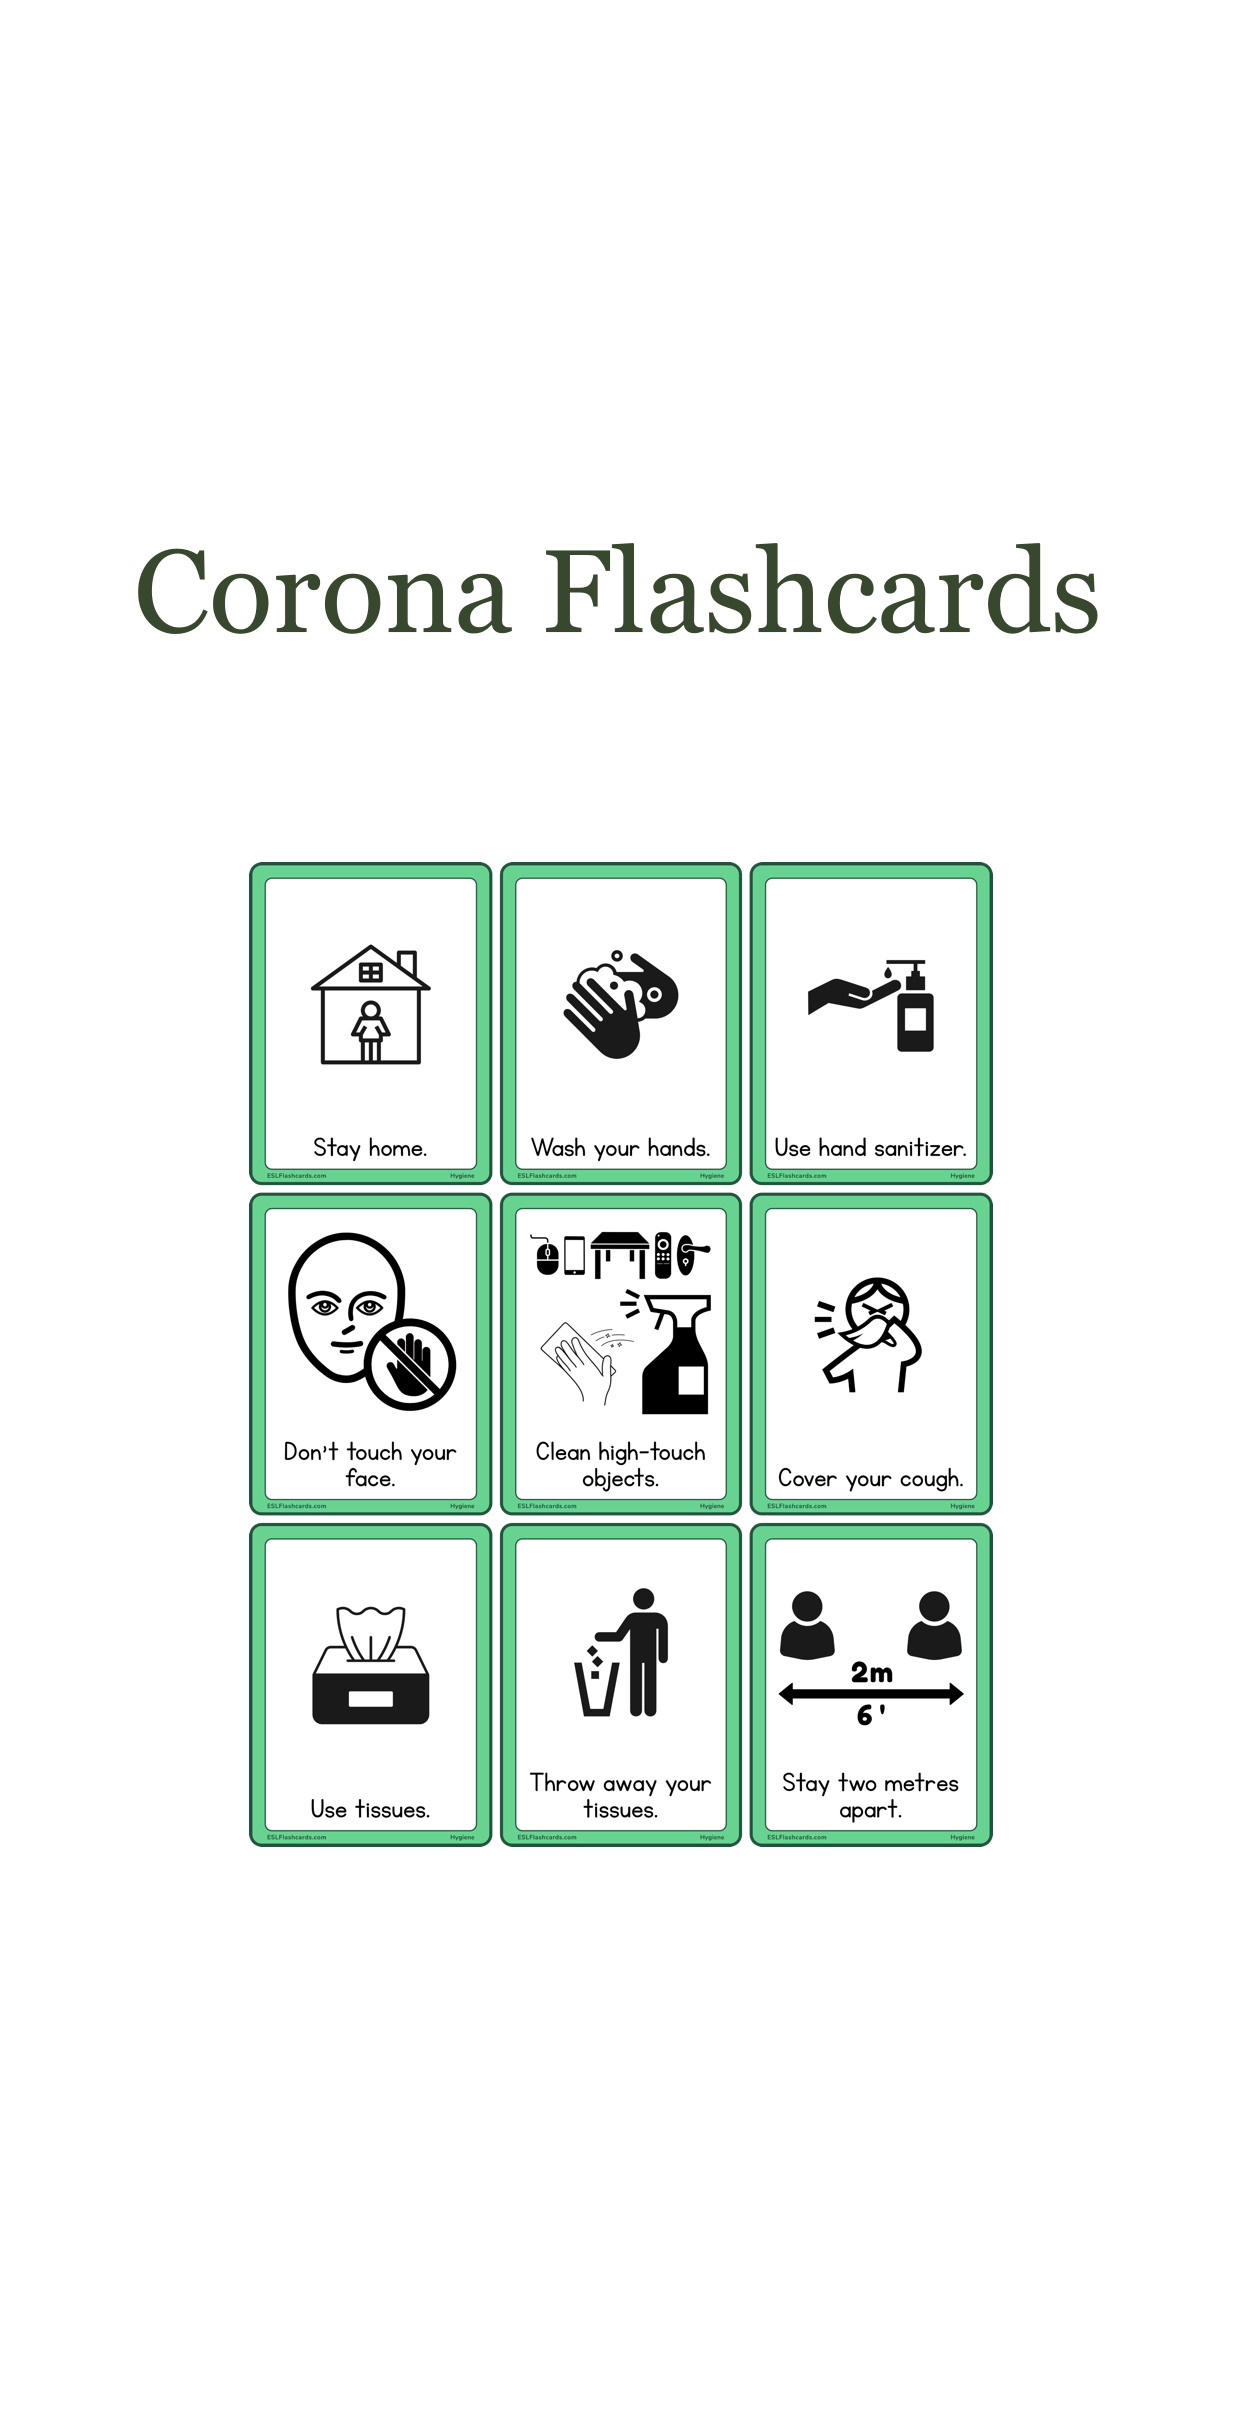 Corona Flashcards
Stay home.
ESLFlashcards.com Hygiene
Wash your hands.
ESLFlashcards.com Hygiene
Use hand sanitizer.
ESLFlashcards.com Hygiene
Don't touch your
face.
ESLFlashcards.com Hygiene
Clean high-touch
objects.
ESLFlashcards.com Hygiene
Cover your cough.
ESLFlashcards.com Hygiene
Use tissues.
ESLFlashcards.com Hygiene
Throw away your
tissues.
ESLFlashcards.com Hygiene
2m
6'
Stay two metres
apart.
ESLFlashcards.com Hygiene